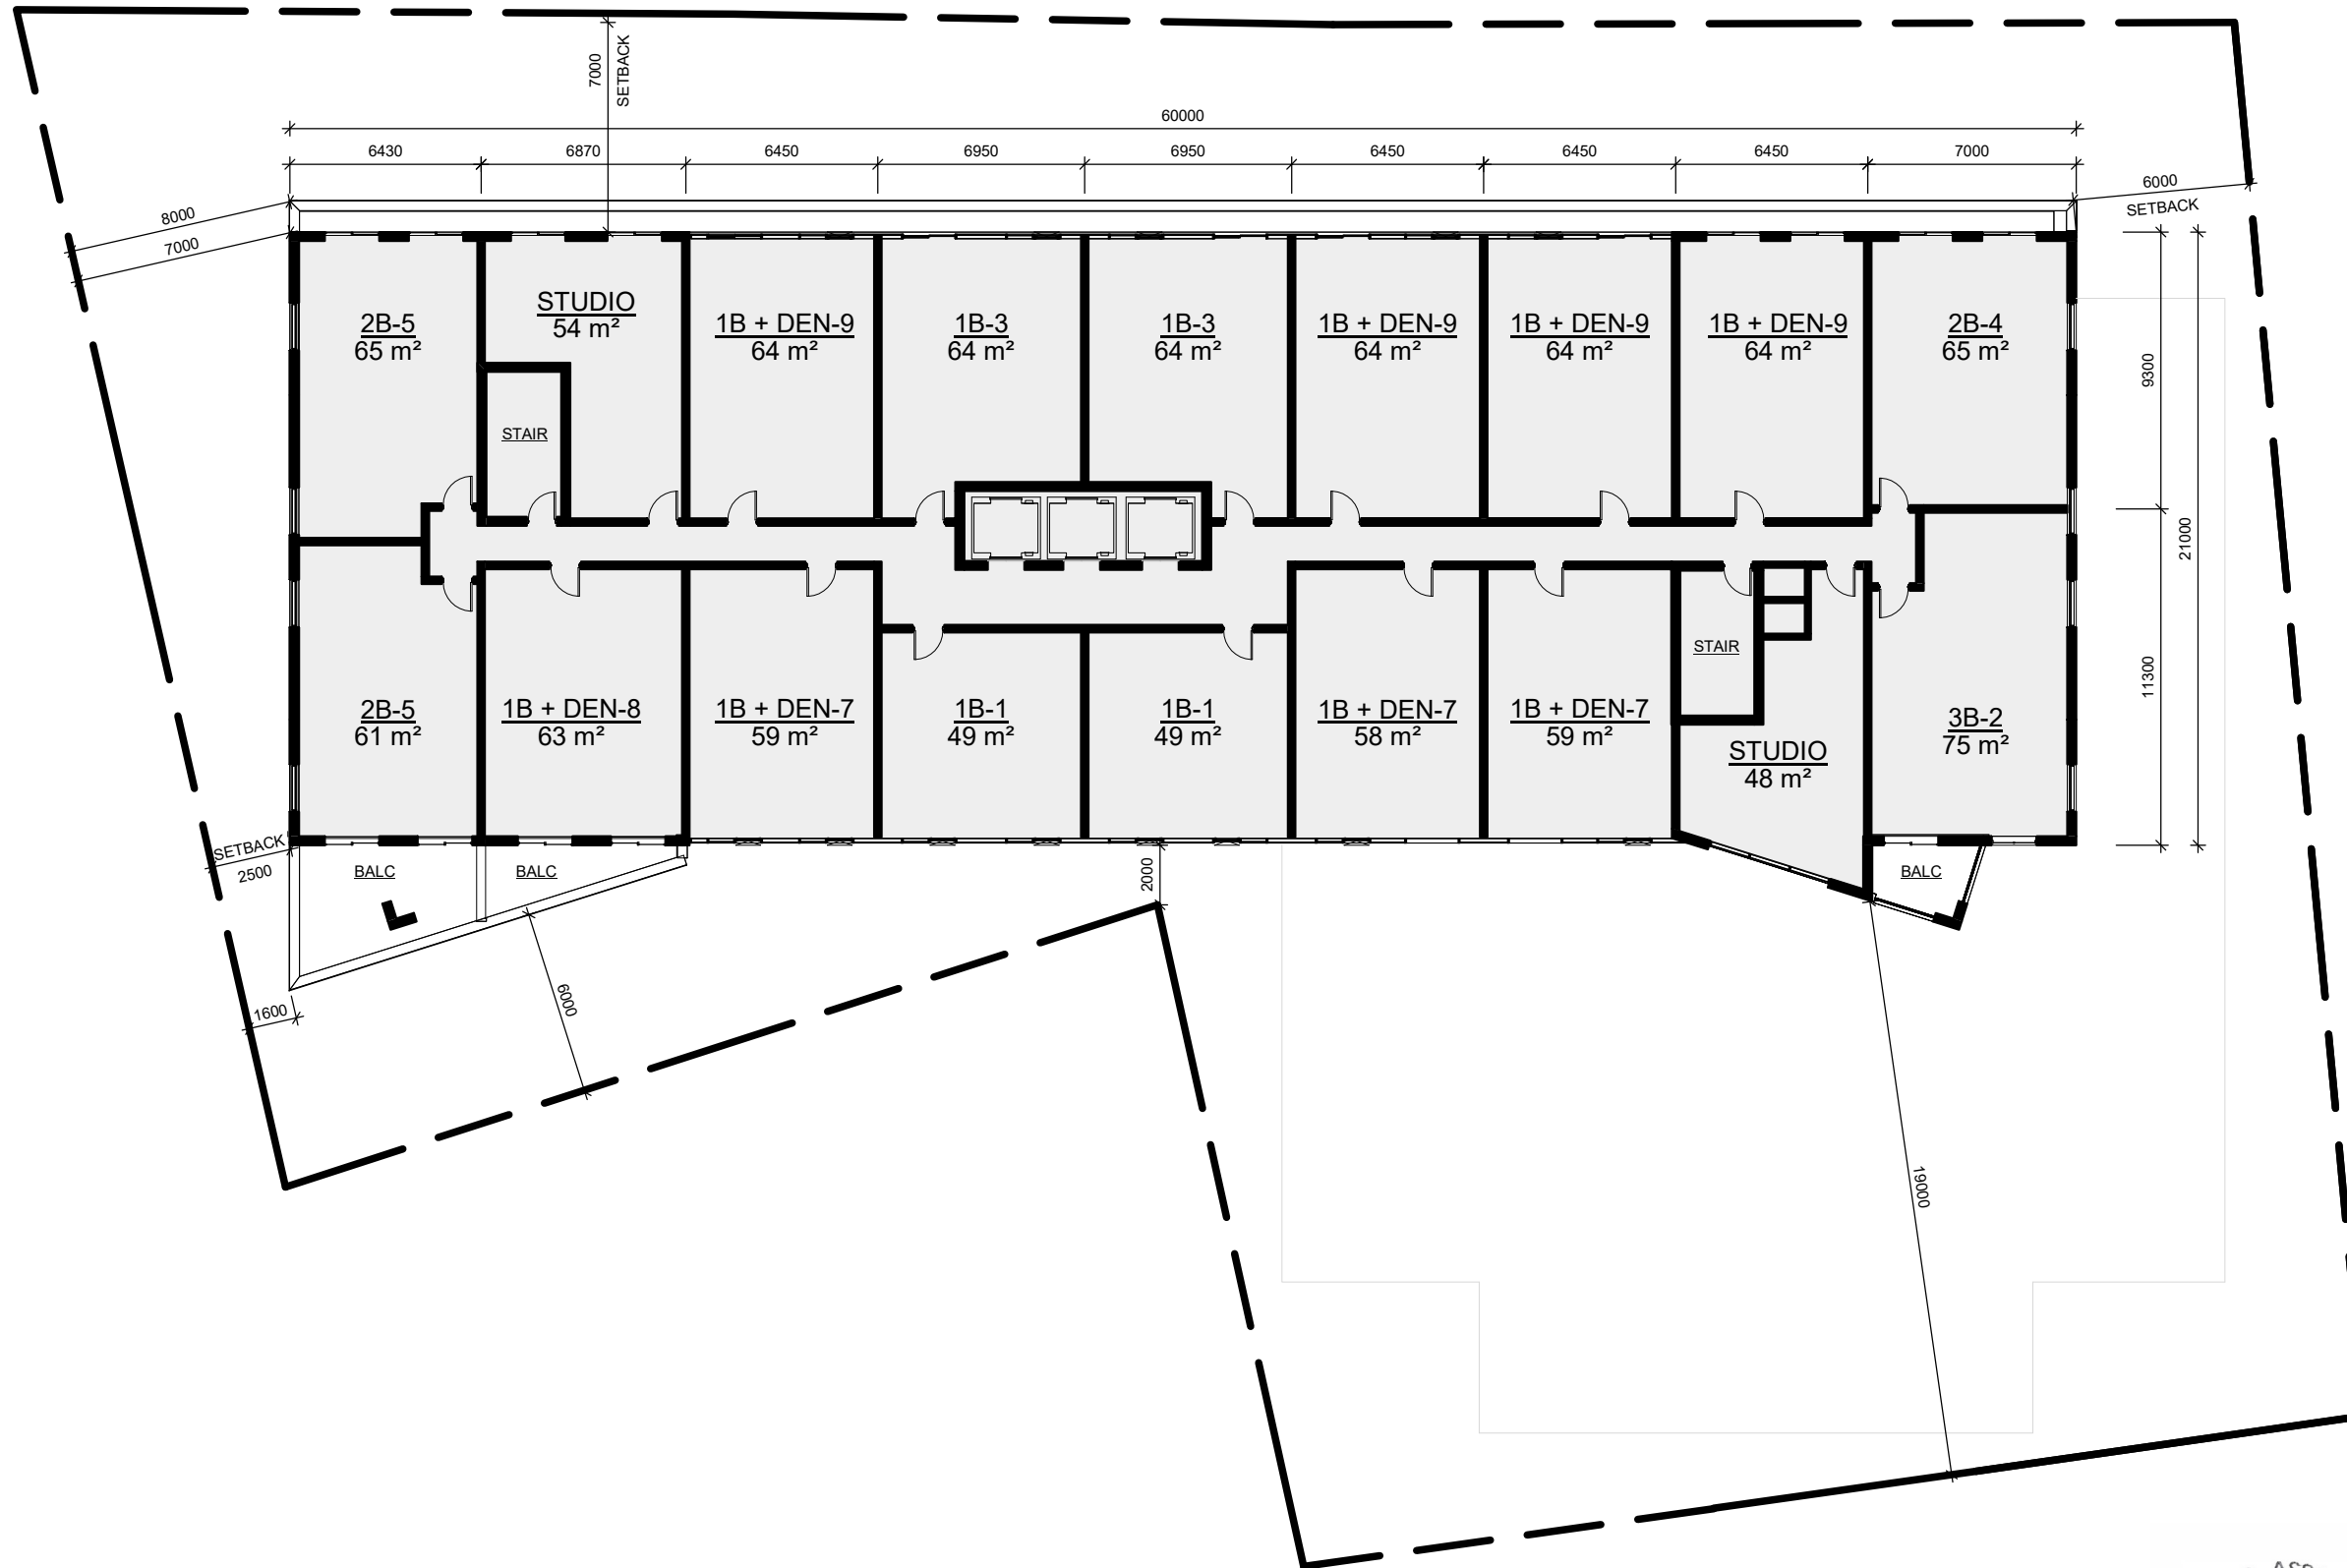 7000
SETBACK
60000
6430
6870
6450
6950
6950
6450
6450
6450
7000
8000
7000
6000
SETBACK
2B-5
65 m²
STUDIO
54 m²
1B + DEN-9
64 m²
1B-3
64 m²
1B-3
64 m²
1B + DEN-9
64 m²
1B + DEN-9
64 m²
1B + DEN-9
64 m²
2B-4
65 m²
9300
21000
11300
STAIR
STAIR
2B-5
61 m²
1B + DEN-8
63 m²
1B + DEN-7
59 m²
1B-1
49 m²
1B-1
49 m²
1B + DEN-7
58 m²
1B + DEN-7
59 m²
STUDIO
48 m²
3B-2
75 m²
SETBACK
2500
BALC
BALC
2000
BALC
1600
6000
19000